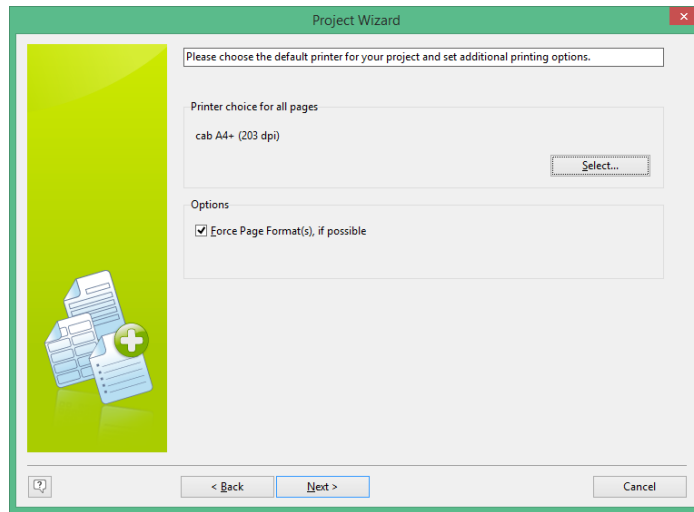 Project Wizard
Please choose the default printer for your project and set additional printing options.
Printer choice for all pages
cab A4+ (203 dpi)
Select...
Options
Force Page Format(s), if possible
< Back
Next >
Cancel